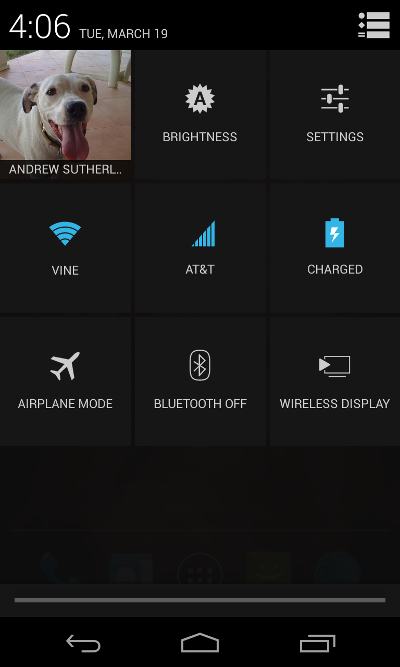 4:06 TUE, MARCH 19
ANDREW SUTHERL..
A
BRIGHTNESS
SETTINGS
VINE
AT&T
CHARGED
AIRPLANE MODE
BLUETOOTH OFF
WIRELESS DISPLAY